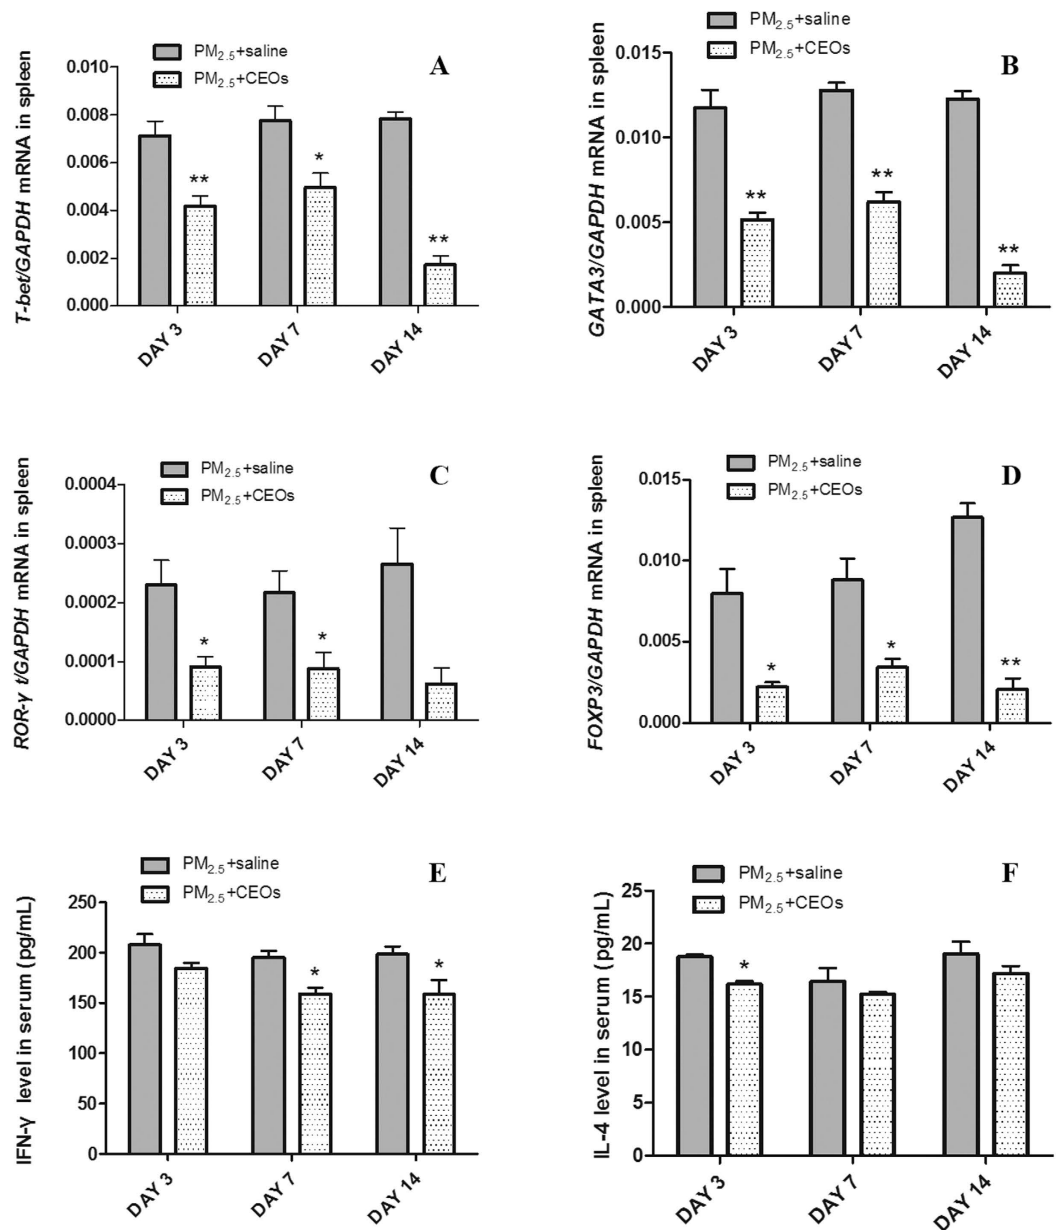 PM2.5+saline
PM2.5+CEOs
A
T-bet/GAPDH mRNA in spleen
0.010
0.008
0.006
0.004
0.002
0.000
**
*
**
DAY 3
DAY 7
DAY 14
PM2.5+saline
PM2.5+CEOs
B
GATA3/GAPDH mRNA in spleen
0.015
0.010
0.005
0.000
**
**
**
DAY 3
DAY 7
DAY 14
PM2.5+saline
PM2.5+CEOs
C
ROR-γ t/GAPDH mRNA in spleen
0.0004
0.0003
0.0002
0.0001
0.0000
*
*
DAY 3
DAY 7
DAY 14
PM2.5+saline
PM2.5+CEOs
D
FOXP3/GAPDH mRNA in spleen
0.015
0.010
0.005
0.000
*
*
**
DAY 3
DAY 7
DAY 14
PM2.5+saline
PM2.5+CEOs
E
IFN-γ level in serum (pg/mL)
250
200
150
100
50
0
*
*
DAY 3
DAY 7
DAY 14
PM2.5+saline
PM2.5+CEOs
F
IL-4 level in serum (pg/mL)
25
20
15
10
5
0
*
DAY 3
DAY 7
DAY 14